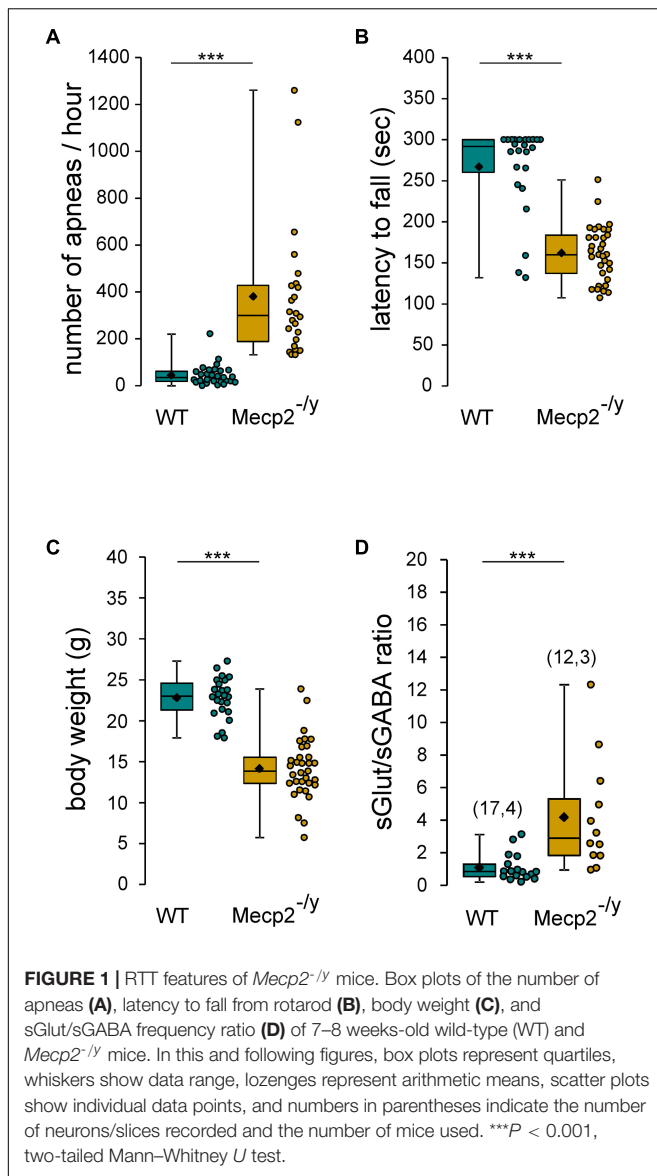 A
1400
1200
1000
800
600
400
200
0
number of apneas / hour
***
WT Mecp2-/y
B
400
350
300
250
200
150
100
50
0
latency to fall (sec)
***
WT Mecp2-/y
C
40
35
30
25
20
15
10
5
0
body weight (g)
***
WT Mecp2-/y
D
20
18
16
14
12
10
8
6
4
2
0
sGlut/sGABA ratio
***
(12,3)
(17,4)
WT Mecp2-/y
FIGURE 1 | RTT features of Mecp2-/y mice. Box plots of the number of
apneas (A), latency to fall from rotarod (B), body weight (C), and
sGlut/sGABA frequency ratio (D) of 7–8 weeks-old wild-type (WT) and
Mecp2-/y mice. In this and following figures, box plots represent quartiles,
whiskers show data range, lozenges represent arithmetic means, scatter plots
show individual data points, and numbers in parentheses indicate the number
of neurons/slices recorded and the number of mice used. ***P < 0.001,
two-tailed Mann–Whitney U test.